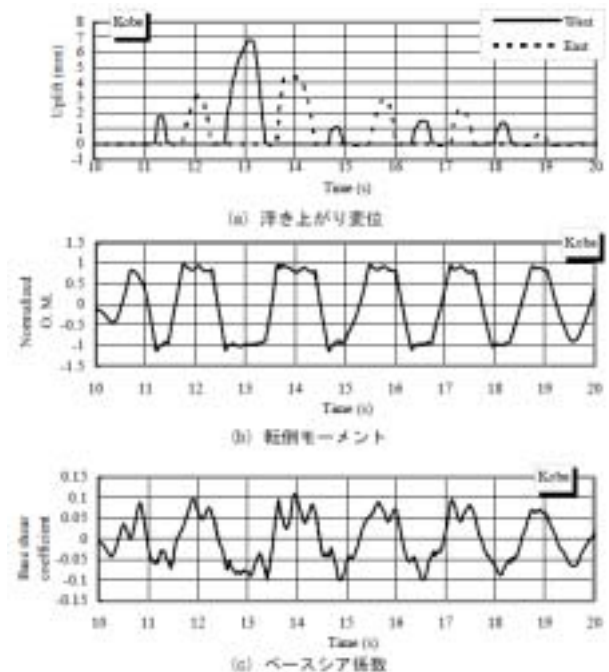 Kobe
West
East
Uplift (mm)
8
7
6
5
4
3
2
1
0
-1
10 11 12 13 14 15 16 17 18 19 20
Time (s)
(a) 浮き上がり変位
Kobe
Normalized
O. M.
1.5
1
0.5
0
-0.5
-1
-1.5
10 11 12 13 14 15 16 17 18 19 20
Time (s)
(b) 転倒モーメント
Kobe
Base shear
coefficient
0.15
0.1
0.05
0
-0.05
-0.1
0.15
10 11 12 13 14 15 16 17 18 19 20
Time (s)
(c) ベースシア係数